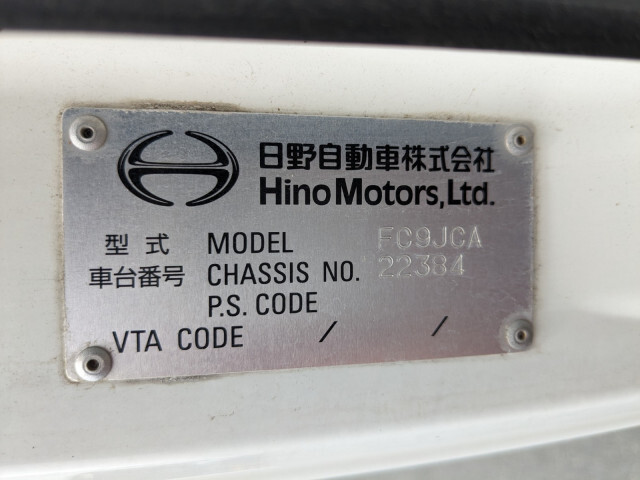 日野自動車株式会社
Hino Motors, Ltd.
型式 MODEL FC9JCA
車台番号 CHASSIS NO. 22384
P.S. CODE
VTA CODE / /